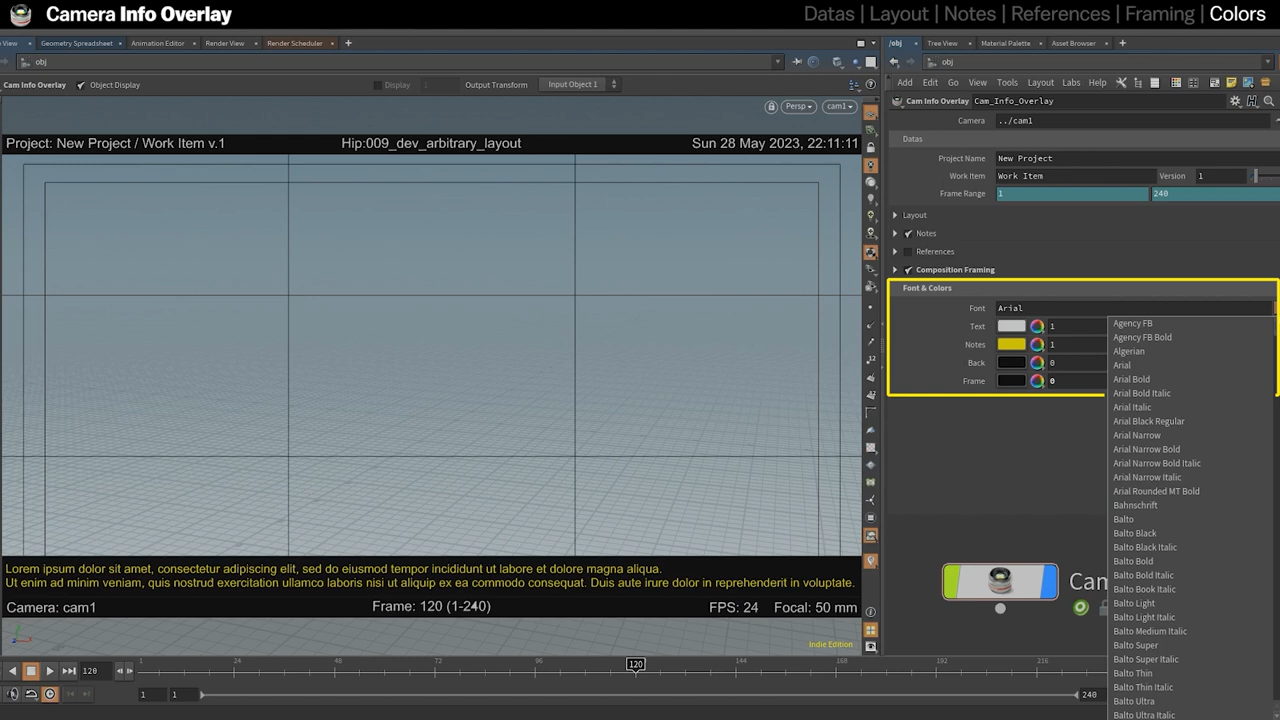 Camera Info Overlay
Datas | Layout | Notes | References | Framing | Colors
View
Geometry Spreadsheet
Animation Editor
Render View
Render Scheduler
/obj
Tree View
Material Palette
Asset Browser
obj
obj
Cam Info Overlay
Object Display
Display
1
Output Transform
Input Object 1
Add Edit Go View Tools Layout Labs Help
Cam Info Overlay Cam_Info_Overlay
Persp
cam1
Camera ../cam1
Datas
Project: New Project / Work Item v.1
Hip:009_dev_arbitrary_layout
Sun 28 May 2023, 22:11:11
Project Name New Project
Work Item Work Item Version 1
Frame Range 1 240
Layout
Notes
References
Composition Framing
Font & Colors
Font Arial
Text 1
Notes 1
Back 0
Frame 0
Agency FB
Agency FB Bold
Algerian
Arial
Arial Bold
Arial Bold Italic
Arial Italic
Arial Black Regular
Arial Narrow
Arial Narrow Bold
Arial Narrow Bold Italic
Arial Narrow Italic
Arial Rounded MT Bold
Bahnschrift
Balto
Balto Black
Balto Black Italic
Balto Bold
Balto Bold Italic
Balto Book Italic
Balto Light
Balto Light Italic
Balto Medium Italic
Balto Super
Balto Super Italic
Balto Thin
Balto Thin Italic
Balto Ultra
Balto Ultra Italic
Cam
Lorem ipsum dolor sit amet, consectetur adipiscing elit, sed do eiusmod tempor incididunt ut labore et dolore magna aliqua.
Ut enim ad minim veniam, quis nostrud exercitation ullamco laboris nisi ut aliquip ex ea commodo consequat. Duis aute irure dolor in reprehenderit in voluptate.
Camera: cam1
Frame: 120 (1-240)
FPS: 24
Focal: 50 mm
Indie Edition
120
1 24 48 72 96 120 144 168 192 216
1
1
240